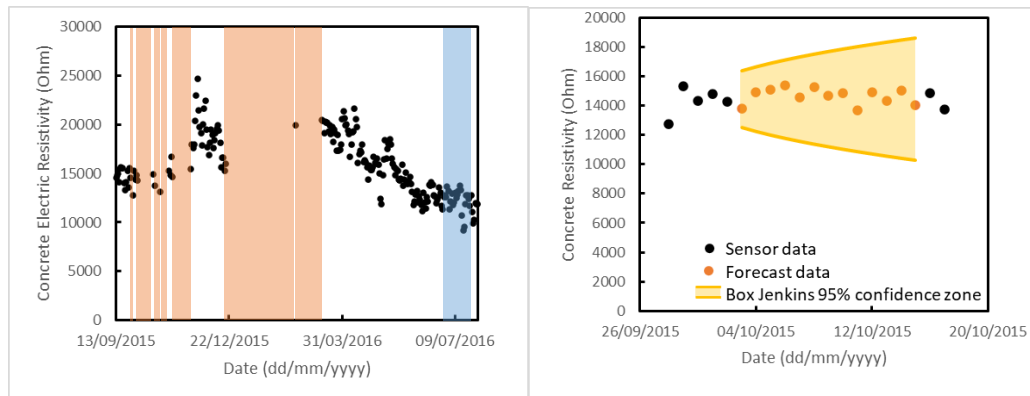 30000
25000
20000
15000
10000
5000
0
Concrete Electric Resistivity (Ohm)
13/09/2015 22/12/2015 31/03/2016 09/07/2016
Date (dd/mm/yyyy)
20000
18000
16000
14000
12000
10000
8000
6000
4000
2000
0
Concrete Resistivity (Ohm)
Sensor data
Forecast data
Box Jenkins 95% confidence zone
26/09/2015 04/10/2015 12/10/2015 20/10/2015
Date (dd/mm/yyyy)